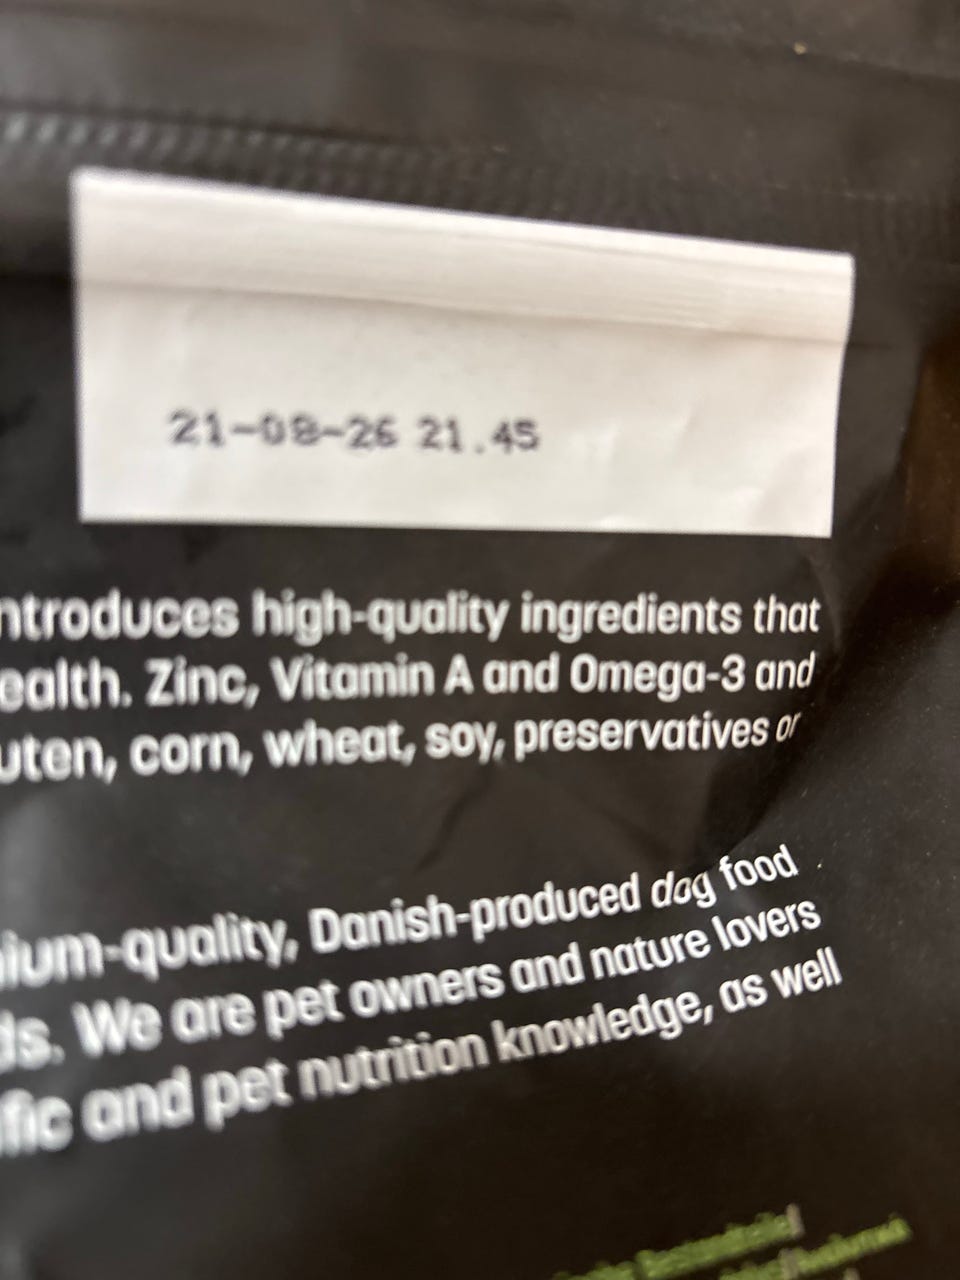 21-08-26 21.45
ntroduces high-quality ingredients that
ealth. Zinc, Vitamin A and Omega-3 and
uten, corn, wheat, soy, preservatives or
ium-quality, Danish-produced dog food
ds. We are pet owners and nature lovers
fic and pet nutrition knowledge, as well